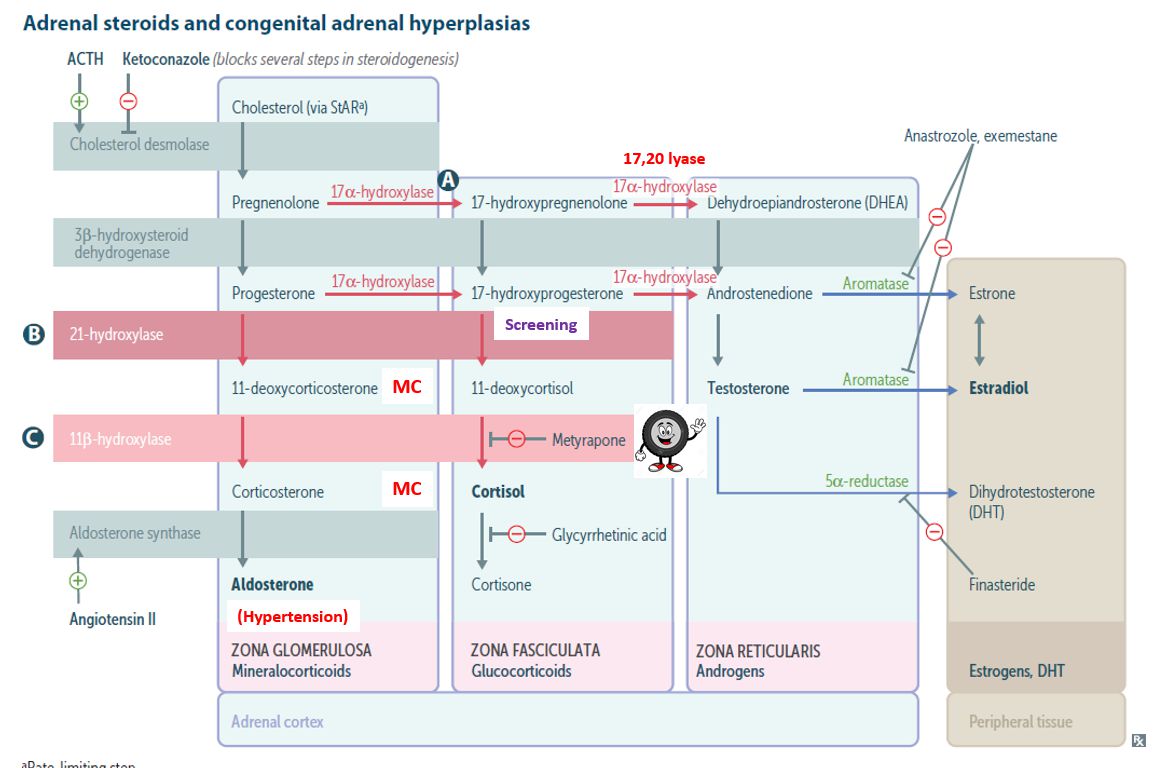 Adrenal steroids and congenital adrenal hyperplasias
ACTH Ketoconazole (blocks several steps in steroidogenesis)
Cholesterol (via StARª)
Cholesterol desmolase
Anastrozole, exemestane
17,20 lyase
A
17α-hydroxylase
17α-hydroxylase
Pregnenolone
17-hydroxypregnenolone
Dehydroepiandrosterone (DHEA)
3β-hydroxysteroid
dehydrogenase
17α-hydroxylase
17α-hydroxylase
Aromatase
Progesterone
17-hydroxyprogesterone
Androstenedione
Estrone
B
21-hydroxylase
Screening
11-deoxycorticosterone
MC
11-deoxycortisol
Testosterone
Aromatase
Estradiol
C
11β-hydroxylase
Metyrapone
Corticosterone
MC
Cortisol
5α-reductase
Dihydrotestosterone
(DHT)
Aldosterone synthase
Glycyrrhetinic acid
Aldosterone
Cortisone
Finasteride
Angiotensin II
(Hypertension)
ZONA GLOMERULOSA
Mineralocorticoids
ZONA FASCICULATA
Glucocorticoids
ZONA RETICULARIS
Androgens
Estrogens, DHT
Adrenal cortex
Peripheral tissue
Rx
ªRate-limiting step